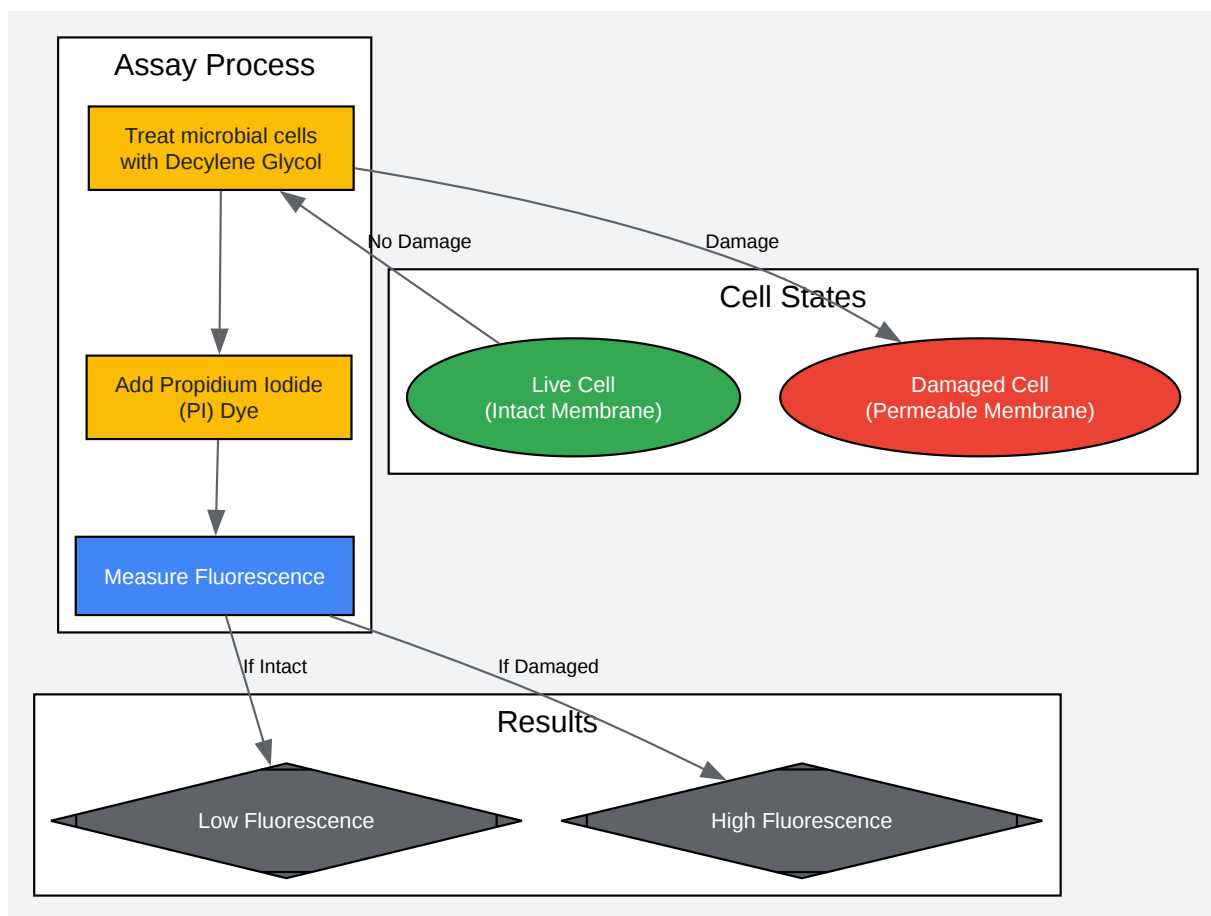 Assay Process
Treat microbial cells
with Decylene Glycol
No Damage
Damage
Cell States
Live Cell
(Intact Membrane)
Damaged Cell
(Permeable Membrane)
Add Propidium Iodide
(PI) Dye
Measure Fluorescence
If Intact
If Damaged
Results
Low Fluorescence
High Fluorescence